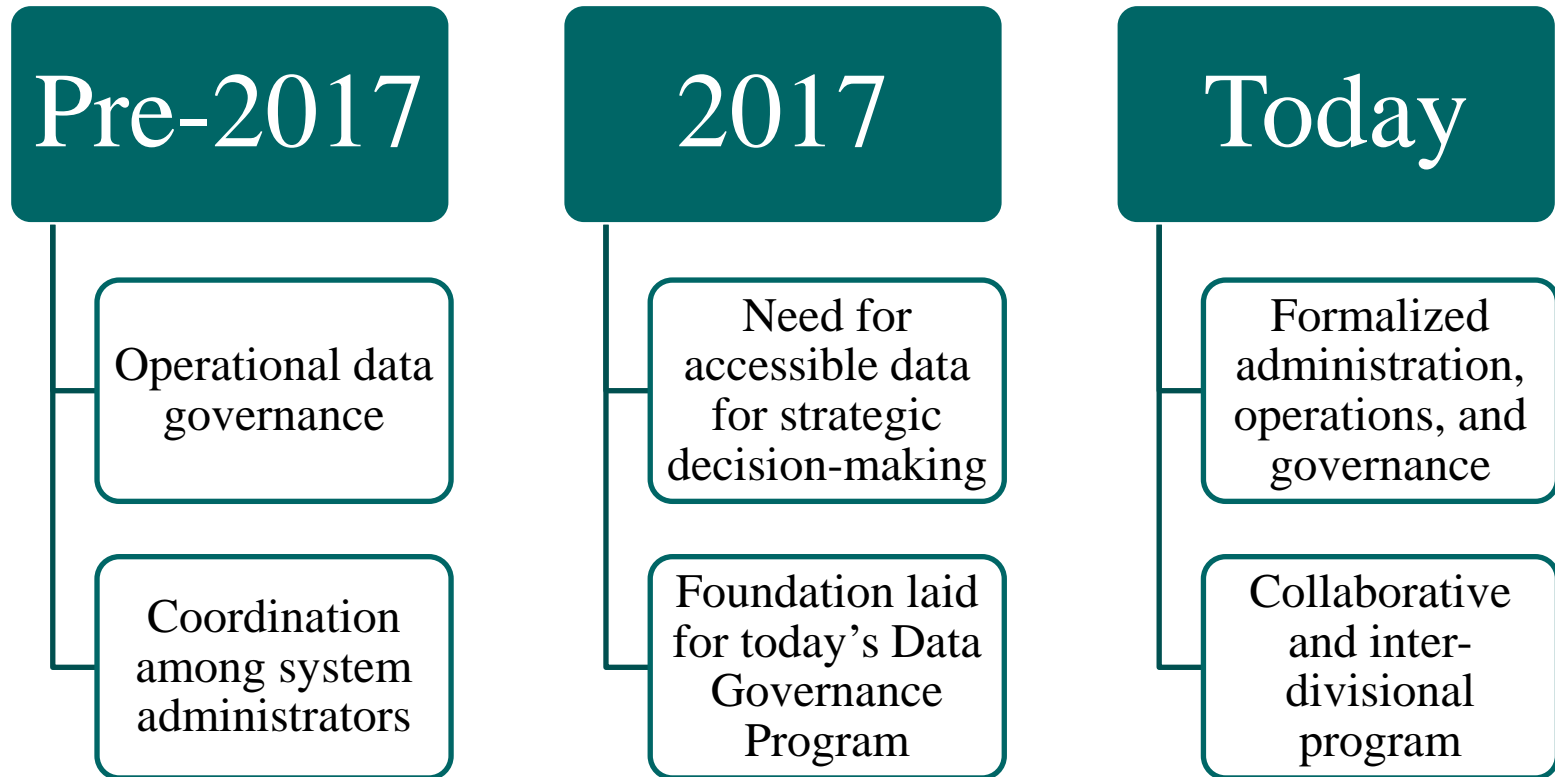 Pre-2017
Operational data
governance
Coordination
among system
administrators
2017
Need for
accessible data
for strategic
decision-making
Foundation laid
for today’s Data
Governance
Program
Today
Formalized
administration,
operations, and
governance
Collaborative
and inter-
divisional
program